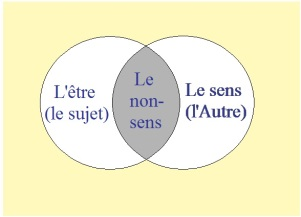 L'être
(le sujet)
Le
non-
sens
Le sens
(l'Autre)